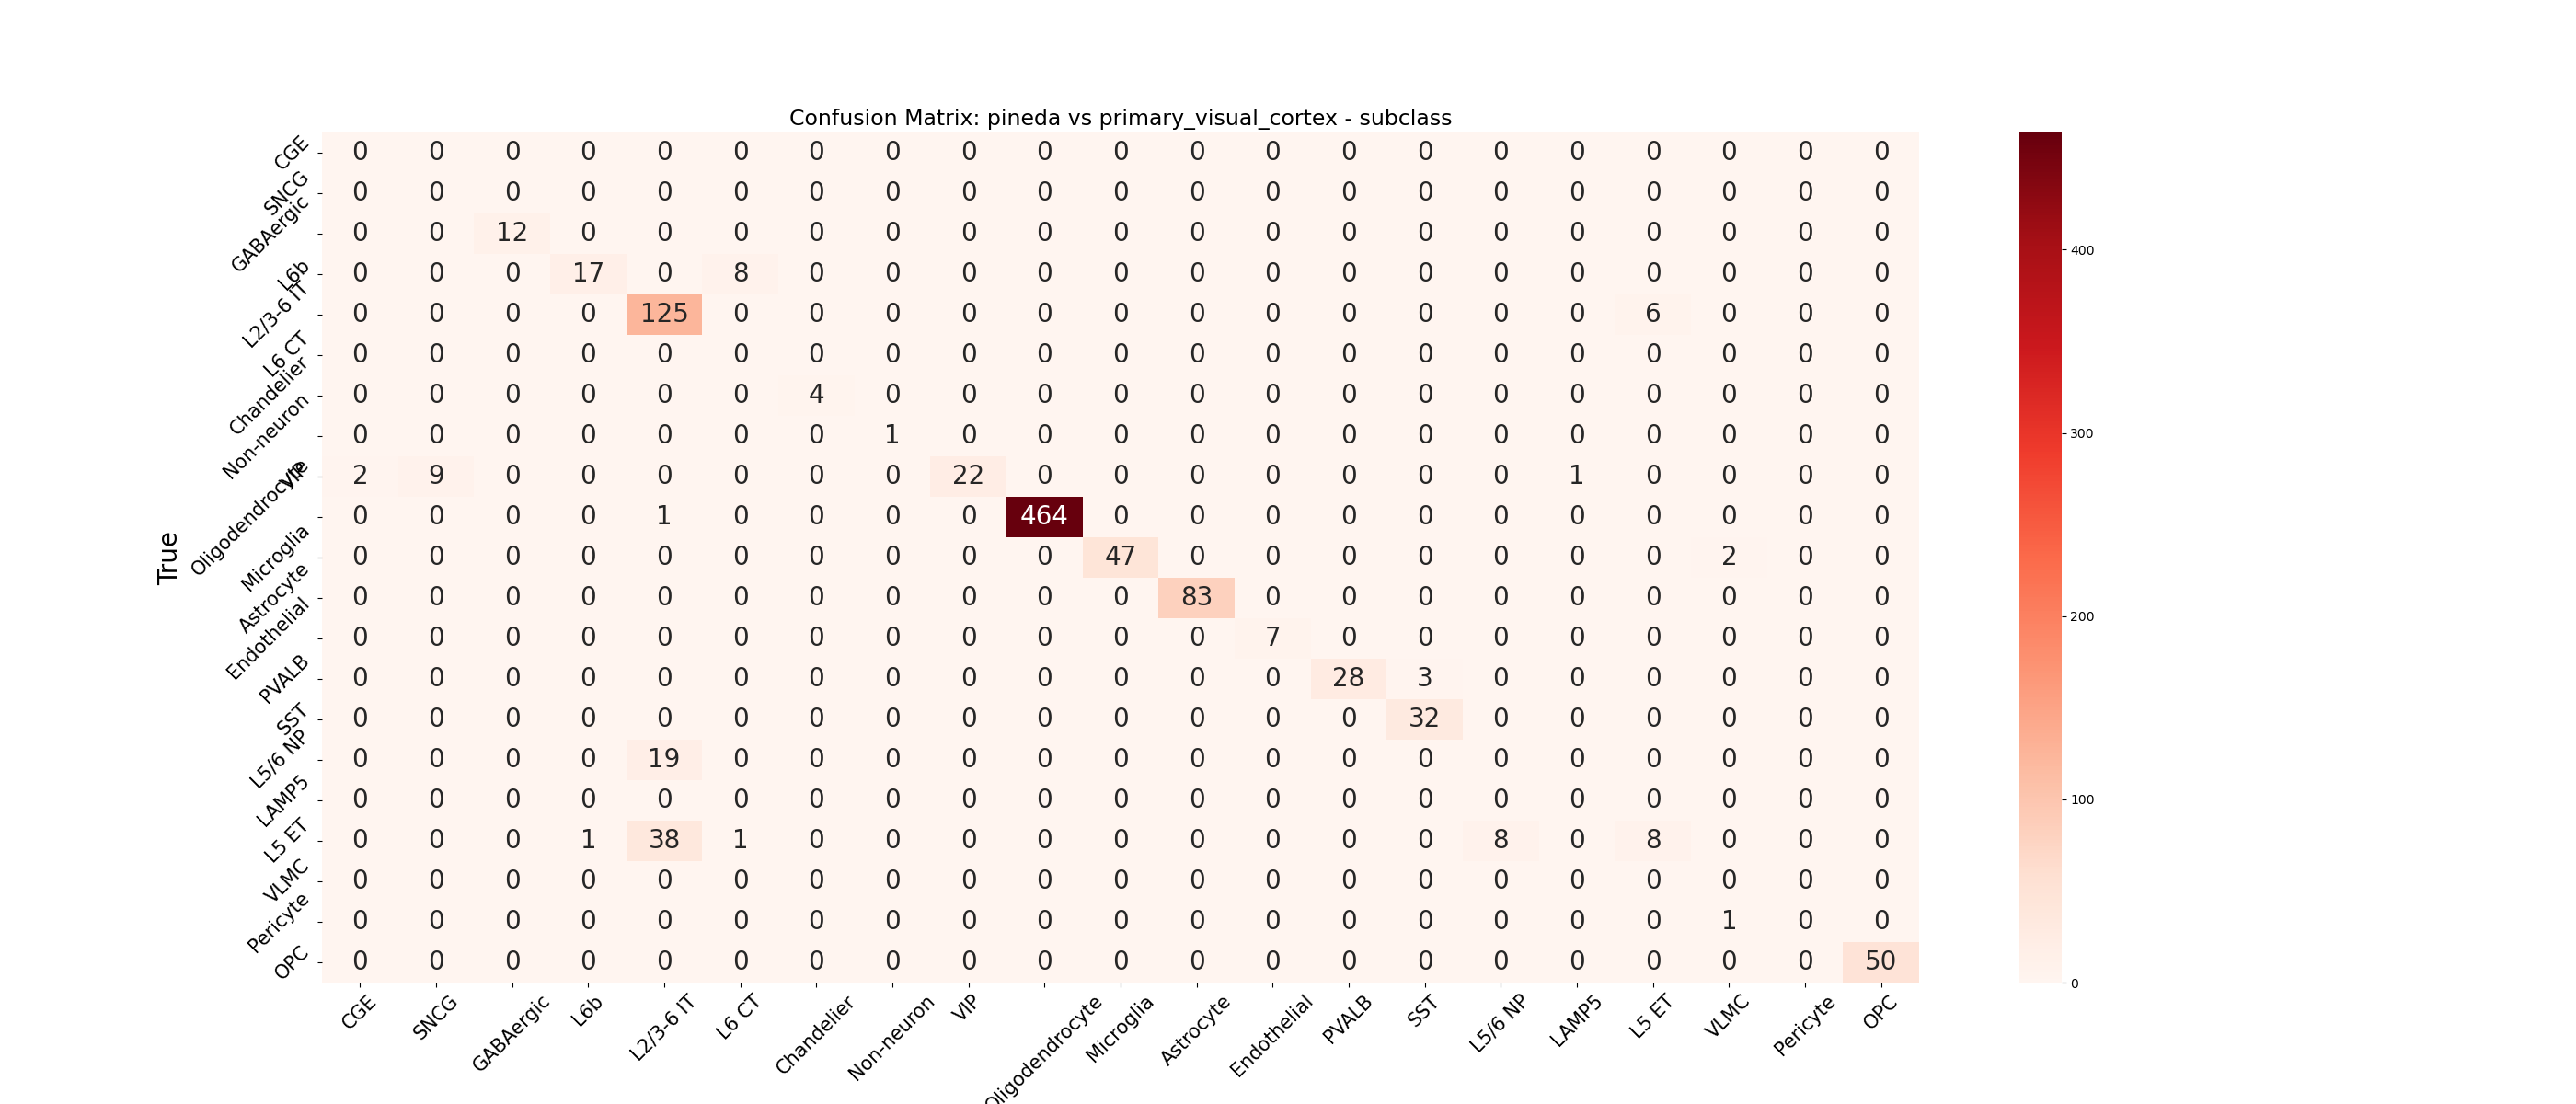 Confusion Matrix: pineda vs primary_visual_cortex - subclass
True
CGE 0 0 0 0 0 0 0 0 0 0 0 0 0 0 0 0 0 0 0 0 0
SNCG 0 0 0 0 0 0 0 0 0 0 0 0 0 0 0 0 0 0 0 0 0
GABAergic 0 0 12 0 0 0 0 0 0 0 0 0 0 0 0 0 0 0 0 0 0
L6b 0 0 0 17 0 8 0 0 0 0 0 0 0 0 0 0 0 0 0 0 0
L2/3-6 IT 0 0 0 0 125 0 0 0 0 0 0 0 0 0 0 0 0 6 0 0 0
L6 CT 0 0 0 0 0 0 0 0 0 0 0 0 0 0 0 0 0 0 0 0 0
Chandelier 0 0 0 0 0 0 4 0 0 0 0 0 0 0 0 0 0 0 0 0 0
Non-neuron 0 0 0 0 0 0 0 1 0 0 0 0 0 0 0 0 0 0 0 0 0
VIP 2 9 0 0 0 0 0 0 22 0 0 0 0 0 0 0 1 0 0 0 0
Oligodendrocyte 0 0 0 0 1 0 0 0 0 464 0 0 0 0 0 0 0 0 0 0 0
Microglia 0 0 0 0 0 0 0 0 0 0 47 0 0 0 0 0 0 0 2 0 0
Astrocyte 0 0 0 0 0 0 0 0 0 0 0 83 0 0 0 0 0 0 0 0 0
Endothelial 0 0 0 0 0 0 0 0 0 0 0 0 7 0 0 0 0 0 0 0 0
PVALB 0 0 0 0 0 0 0 0 0 0 0 0 0 28 3 0 0 0 0 0 0
SST 0 0 0 0 0 0 0 0 0 0 0 0 0 0 32 0 0 0 0 0 0
L5/6 NP 0 0 0 0 19 0 0 0 0 0 0 0 0 0 0 0 0 0 0 0 0
LAMP5 0 0 0 0 0 0 0 0 0 0 0 0 0 0 0 0 0 0 0 0 0
L5 ET 0 0 0 1 38 1 0 0 0 0 0 0 0 0 0 8 0 8 0 0 0
VLMC 0 0 0 0 0 0 0 0 0 0 0 0 0 0 0 0 0 0 0 0 0
Pericyte 0 0 0 0 0 0 0 0 0 0 0 0 0 0 0 0 0 0 1 0 0
OPC 0 0 0 0 0 0 0 0 0 0 0 0 0 0 0 0 0 0 0 0 50
CGE SNCG GABAergic L6b L2/3-6 IT L6 CT Chandelier Non-neuron VIP Oligodendrocyte Microglia Astrocyte Endothelial PVALB SST L5/6 NP LAMP5 L5 ET VLMC Pericyte OPC
400
300
200
100
0